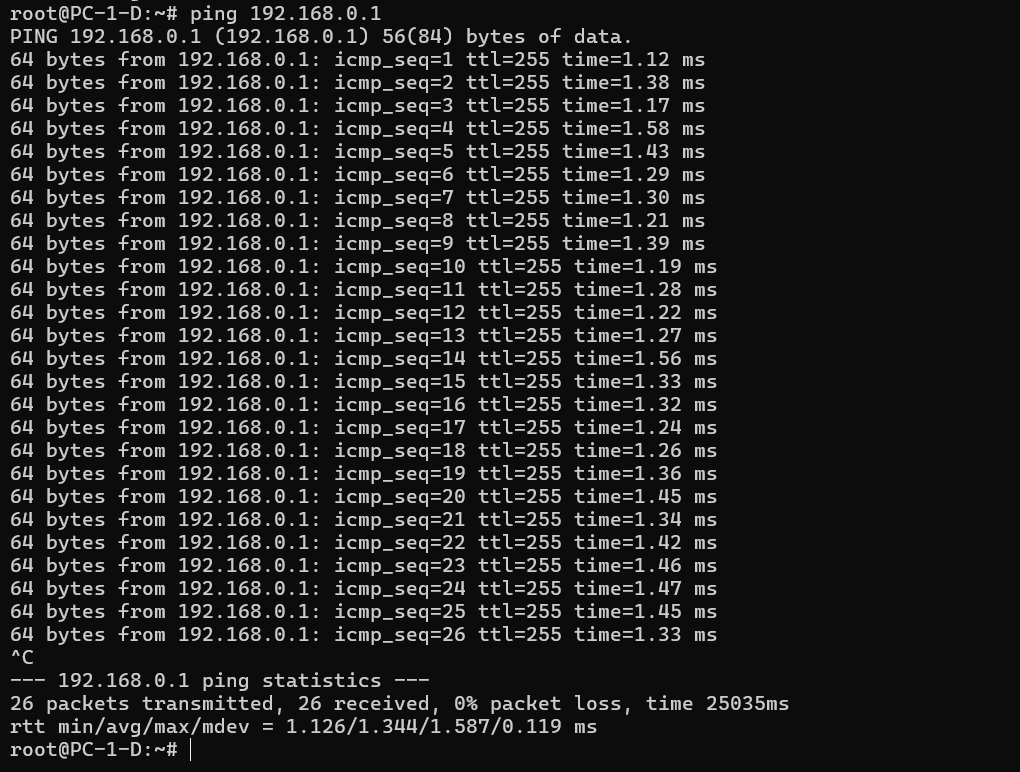 root@PC-1-D:~# ping 192.168.0.1
PING 192.168.0.1 (192.168.0.1) 56(84) bytes of data.
64 bytes from 192.168.0.1: icmp_seq=1 ttl=255 time=1.12 ms
64 bytes from 192.168.0.1: icmp_seq=2 ttl=255 time=1.38 ms
64 bytes from 192.168.0.1: icmp_seq=3 ttl=255 time=1.17 ms
64 bytes from 192.168.0.1: icmp_seq=4 ttl=255 time=1.58 ms
64 bytes from 192.168.0.1: icmp_seq=5 ttl=255 time=1.43 ms
64 bytes from 192.168.0.1: icmp_seq=6 ttl=255 time=1.29 ms
64 bytes from 192.168.0.1: icmp_seq=7 ttl=255 time=1.30 ms
64 bytes from 192.168.0.1: icmp_seq=8 ttl=255 time=1.21 ms
64 bytes from 192.168.0.1: icmp_seq=9 ttl=255 time=1.39 ms
64 bytes from 192.168.0.1: icmp_seq=10 ttl=255 time=1.19 ms
64 bytes from 192.168.0.1: icmp_seq=11 ttl=255 time=1.28 ms
64 bytes from 192.168.0.1: icmp_seq=12 ttl=255 time=1.22 ms
64 bytes from 192.168.0.1: icmp_seq=13 ttl=255 time=1.27 ms
64 bytes from 192.168.0.1: icmp_seq=14 ttl=255 time=1.56 ms
64 bytes from 192.168.0.1: icmp_seq=15 ttl=255 time=1.33 ms
64 bytes from 192.168.0.1: icmp_seq=16 ttl=255 time=1.32 ms
64 bytes from 192.168.0.1: icmp_seq=17 ttl=255 time=1.24 ms
64 bytes from 192.168.0.1: icmp_seq=18 ttl=255 time=1.26 ms
64 bytes from 192.168.0.1: icmp_seq=19 ttl=255 time=1.36 ms
64 bytes from 192.168.0.1: icmp_seq=20 ttl=255 time=1.45 ms
64 bytes from 192.168.0.1: icmp_seq=21 ttl=255 time=1.34 ms
64 bytes from 192.168.0.1: icmp_seq=22 ttl=255 time=1.42 ms
64 bytes from 192.168.0.1: icmp_seq=23 ttl=255 time=1.46 ms
64 bytes from 192.168.0.1: icmp_seq=24 ttl=255 time=1.47 ms
64 bytes from 192.168.0.1: icmp_seq=25 ttl=255 time=1.45 ms
64 bytes from 192.168.0.1: icmp_seq=26 ttl=255 time=1.33 ms
^C
--- 192.168.0.1 ping statistics ---
26 packets transmitted, 26 received, 0% packet loss, time 25035ms
rtt min/avg/max/mdev = 1.126/1.344/1.587/0.119 ms
root@PC-1-D:~#